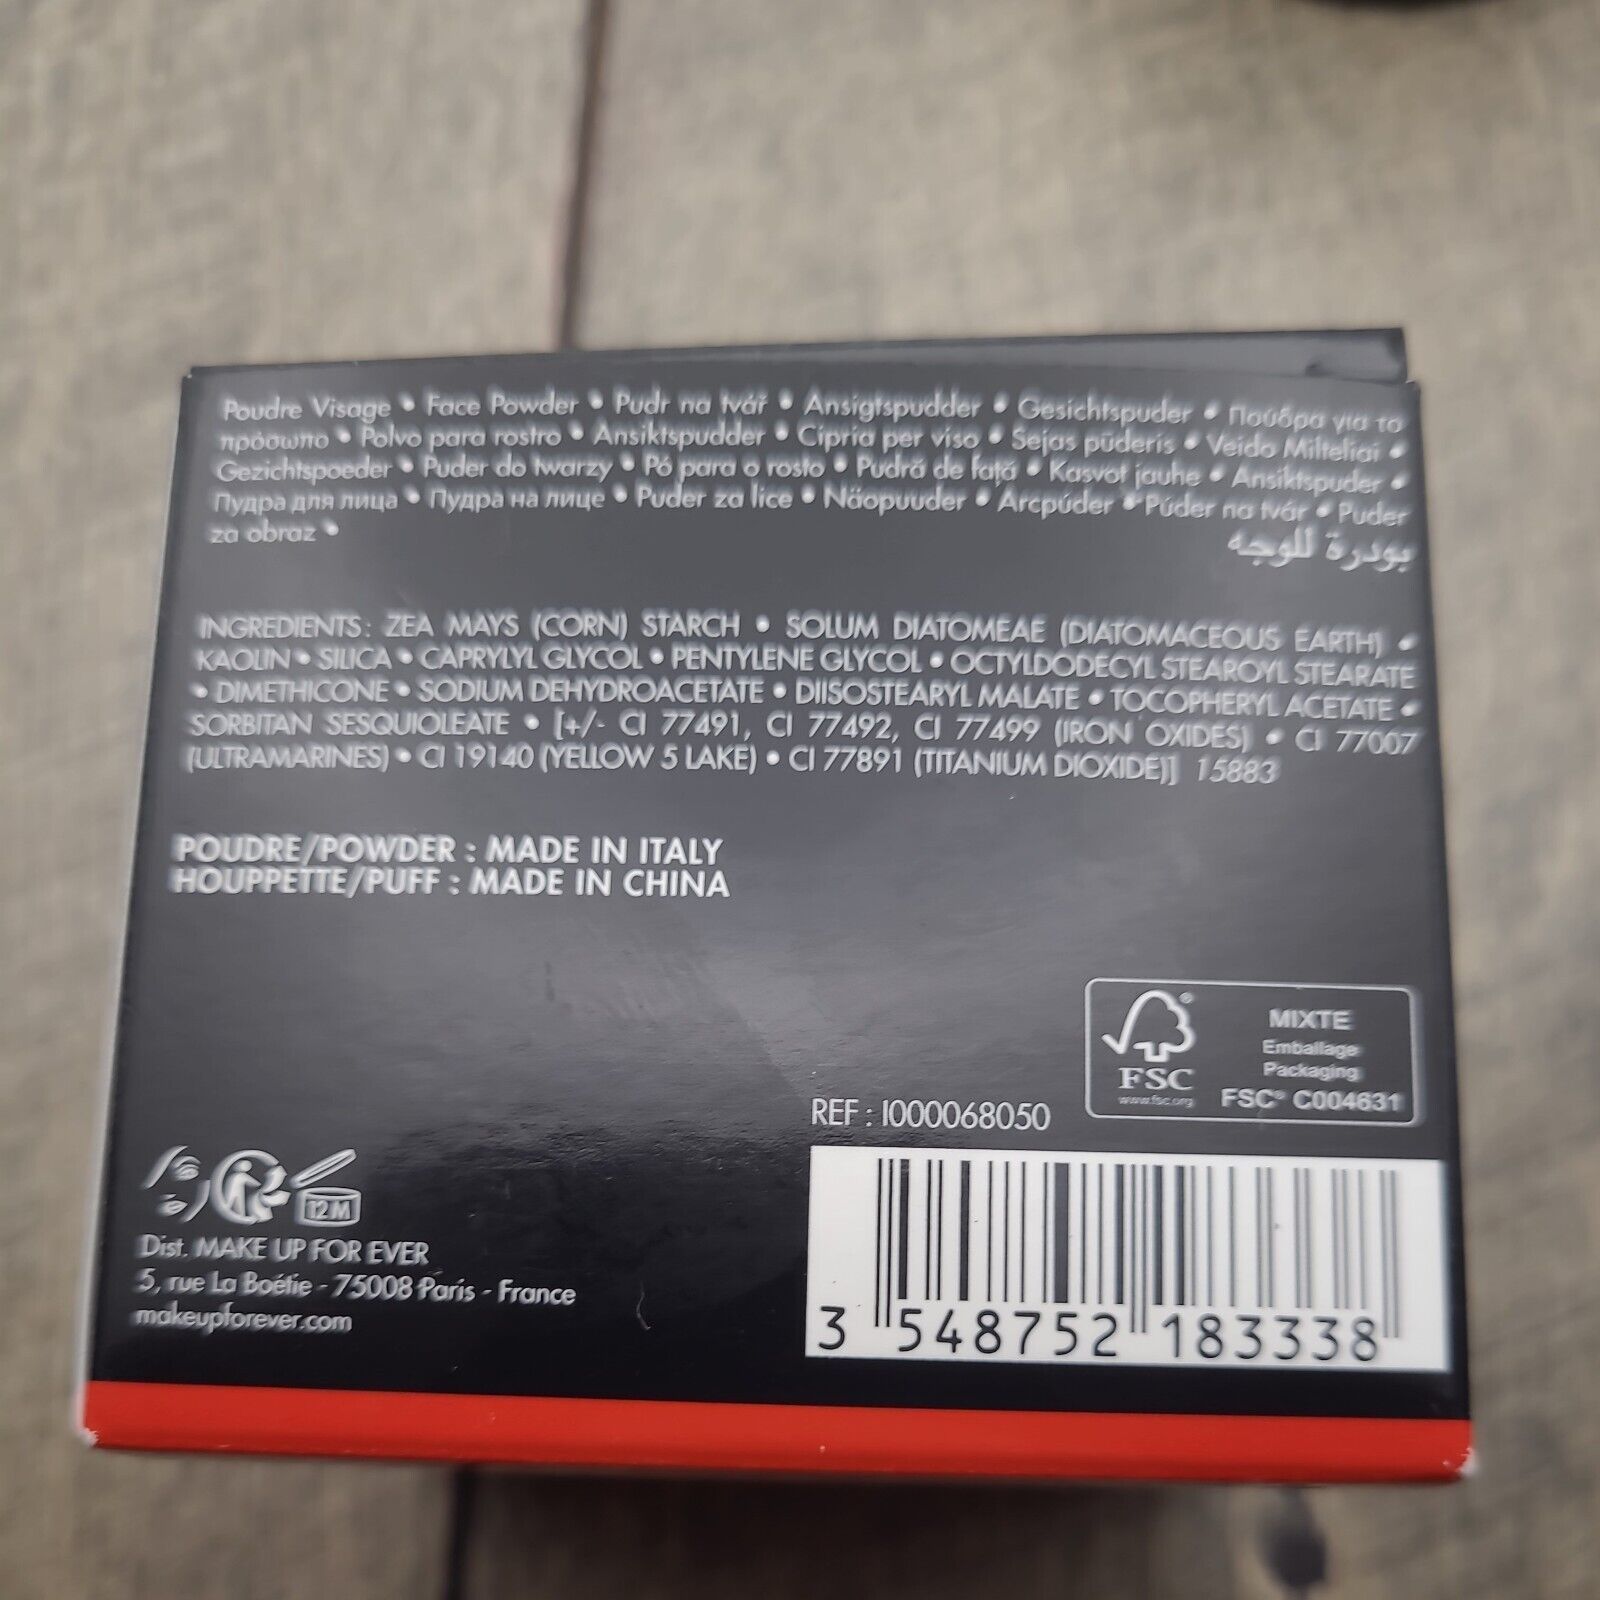 Poudre Visage • Face Powder • Pudr na tvář • Ansigtspudder • Gesichtspuder • Πούδρα για το
πρόσωπο • Polvo para rostro • Ansiktspudder • Cipria per viso • Sejas pūderis • Veido Milteliai •
Gezichtspoeder • Puder do twarzy • Pó para o rosto • Pudră de față • Kasvot jauhe • Ansiktspuder •
Пудра для лица • Пудра на лице • Puder za lice • Näopuuder • Arcpúder • Púder na tvár • Puder
za obraz •
بودرة للوجه
INGREDIENTS: ZEA MAYS (CORN) STARCH • SOLUM DIATOMEAE (DIATOMACEOUS EARTH) •
KAOLIN • SILICA • CAPRYLYL GLYCOL • PENTYLENE GLYCOL • OCTYLDODECYL STEAROYL STEARATE
• DIMETHICONE • SODIUM DEHYDROACETATE • DIISOSTEARYL MALATE • TOCOPHERYL ACETATE •
SORBITAN SESQUIOLEATE • [+/- CI 77491, CI 77492, CI 77499 (IRON OXIDES) • CI 77007
(ULTRAMARINES) • CI 19140 (YELLOW 5 LAKE) • CI 77891 (TITANIUM DIOXIDE)] 15883
POUDRE/POWDER : MADE IN ITALY
HOUPPETTE/PUFF : MADE IN CHINA
MIXTE
Emballage
Packaging
FSC® C004631
FSC
www.fsc.org
REF : I000068050
12M
Dist. MAKE UP FOR EVER
5, rue La Boétie - 75008 Paris - France
makeupforever.com
3 548752 183338